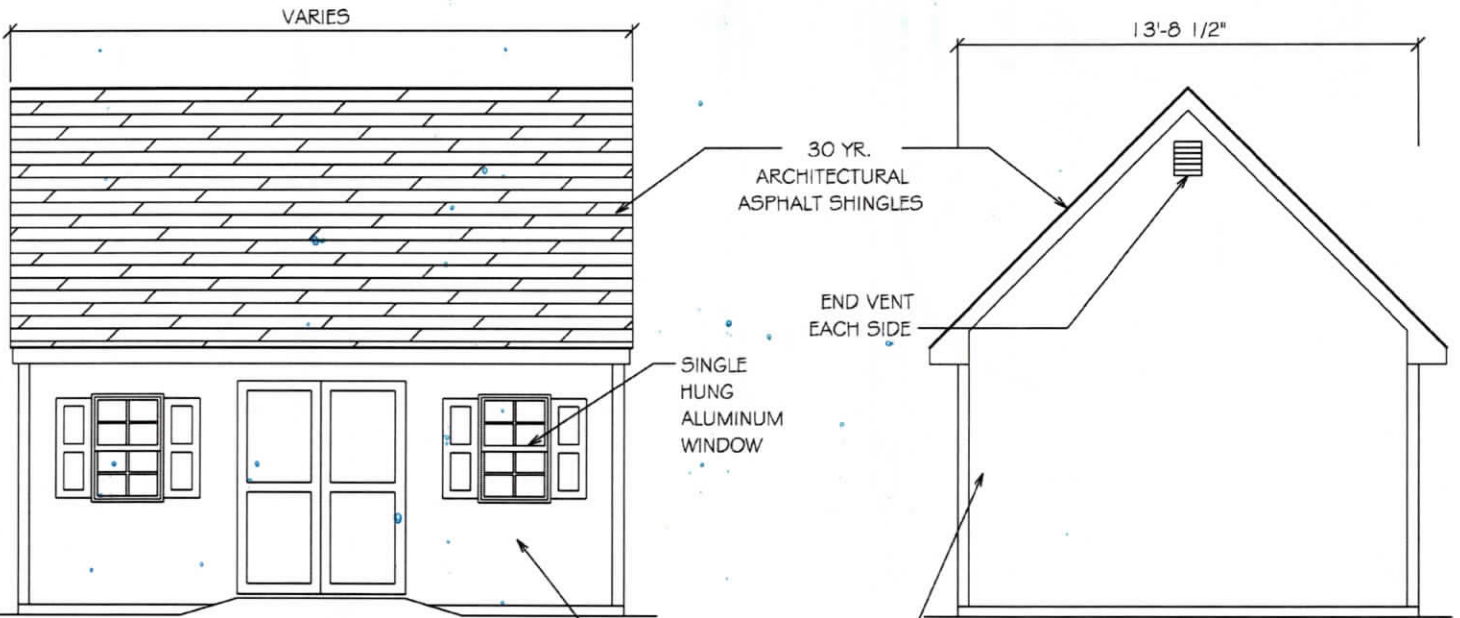 VARIES
13'-8 1/2"
30 YR.
ARCHITECTURAL
ASPHALT SHINGLES
END VENT
EACH SIDE
SINGLE
HUNG
ALUMINUM
WINDOW